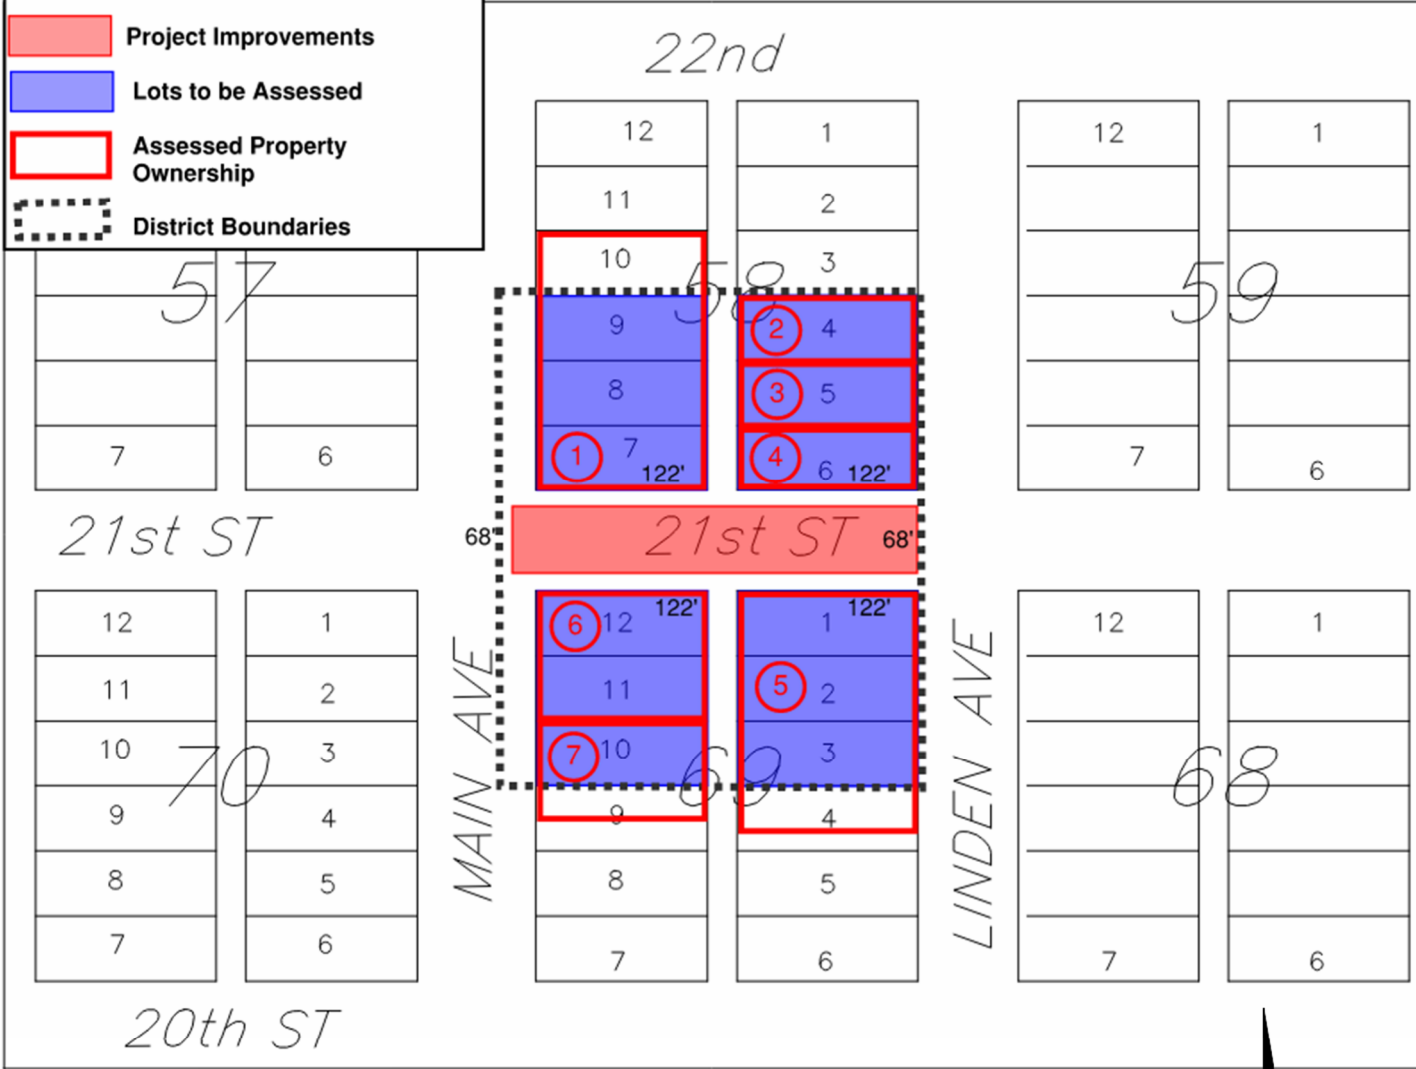 Project Improvements
Lots to be Assessed
Assessed Property
Ownership
District Boundaries
22nd
12 1 12 1
11 2
10 3
57 58 59
9 2 4
8 3 5
7 6 1 7 122' 4 6 122' 7 6
21st ST 68' 21st ST 68'
12 1 6 12 122' 1 122' 12 1
11 2 11 5 2
10 3 7 10 3
70 69 68
9 4 9 4
8 5 8 5
7 6 7 6 7 6
MAIN AVE
LINDEN AVE
20th ST